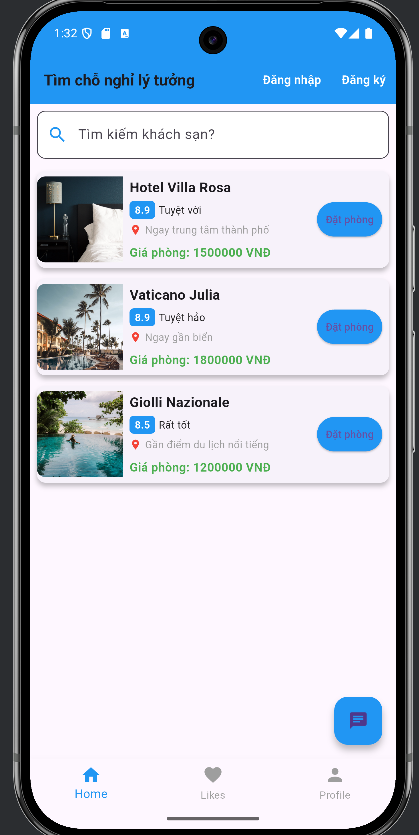 1:32
Tìm chỗ nghỉ lý tưởng
Đăng nhập
Đăng ký
Tìm kiếm khách sạn?
Hotel Villa Rosa
8.9 Tuyệt vời
Ngay trung tâm thành phố
Giá phòng: 1500000 VNĐ
Đặt phòng
Vaticano Julia
8.9 Tuyệt hảo
Ngay gần biển
Giá phòng: 1800000 VNĐ
Đặt phòng
Giolli Nazionale
8.5 Rất tốt
Gần điểm du lịch nổi tiếng
Giá phòng: 1200000 VNĐ
Đặt phòng
Home
Likes
Profile